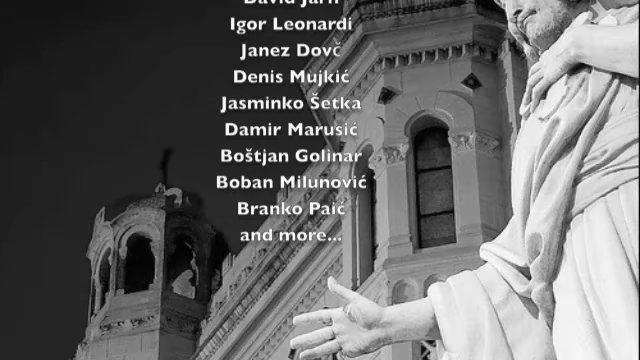 Igor Leonardi
Janez Dovč
Denis Mujkić
Jasminko Šetka
Damir Marusić
Boštjan Golinar
Boban Milunović
Branko Paić
and more...